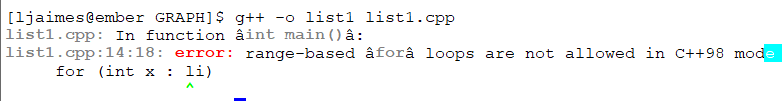 [ljaimes@ember GRAPH]$ g++ -o list1 list1.cpp
list1.cpp: In function âint main()â:
list1.cpp:14:18: error: range-based âforâ loops are not allowed in C++98 mode
for (int x : li)
^